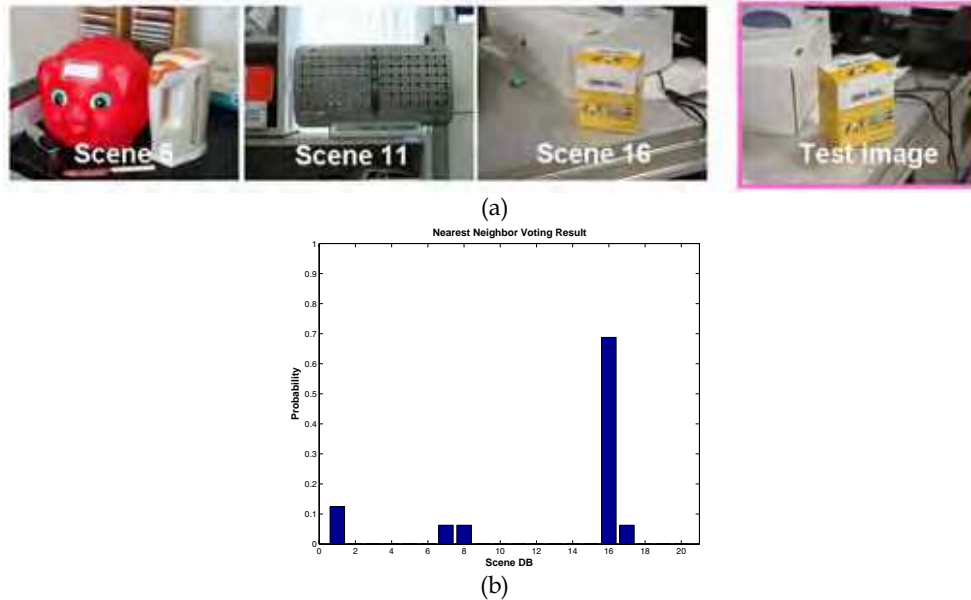 Scene 5
Scene 11
Scene 16
Test image
(a)
Nearest Neighbor Voting Result
1
0.9
0.8
0.7
0.6
0.5
0.4
0.3
0.2
0.1
0
Probability
0 2 4 6 8 10 12 14 16 18 20
Scene DB
(b)